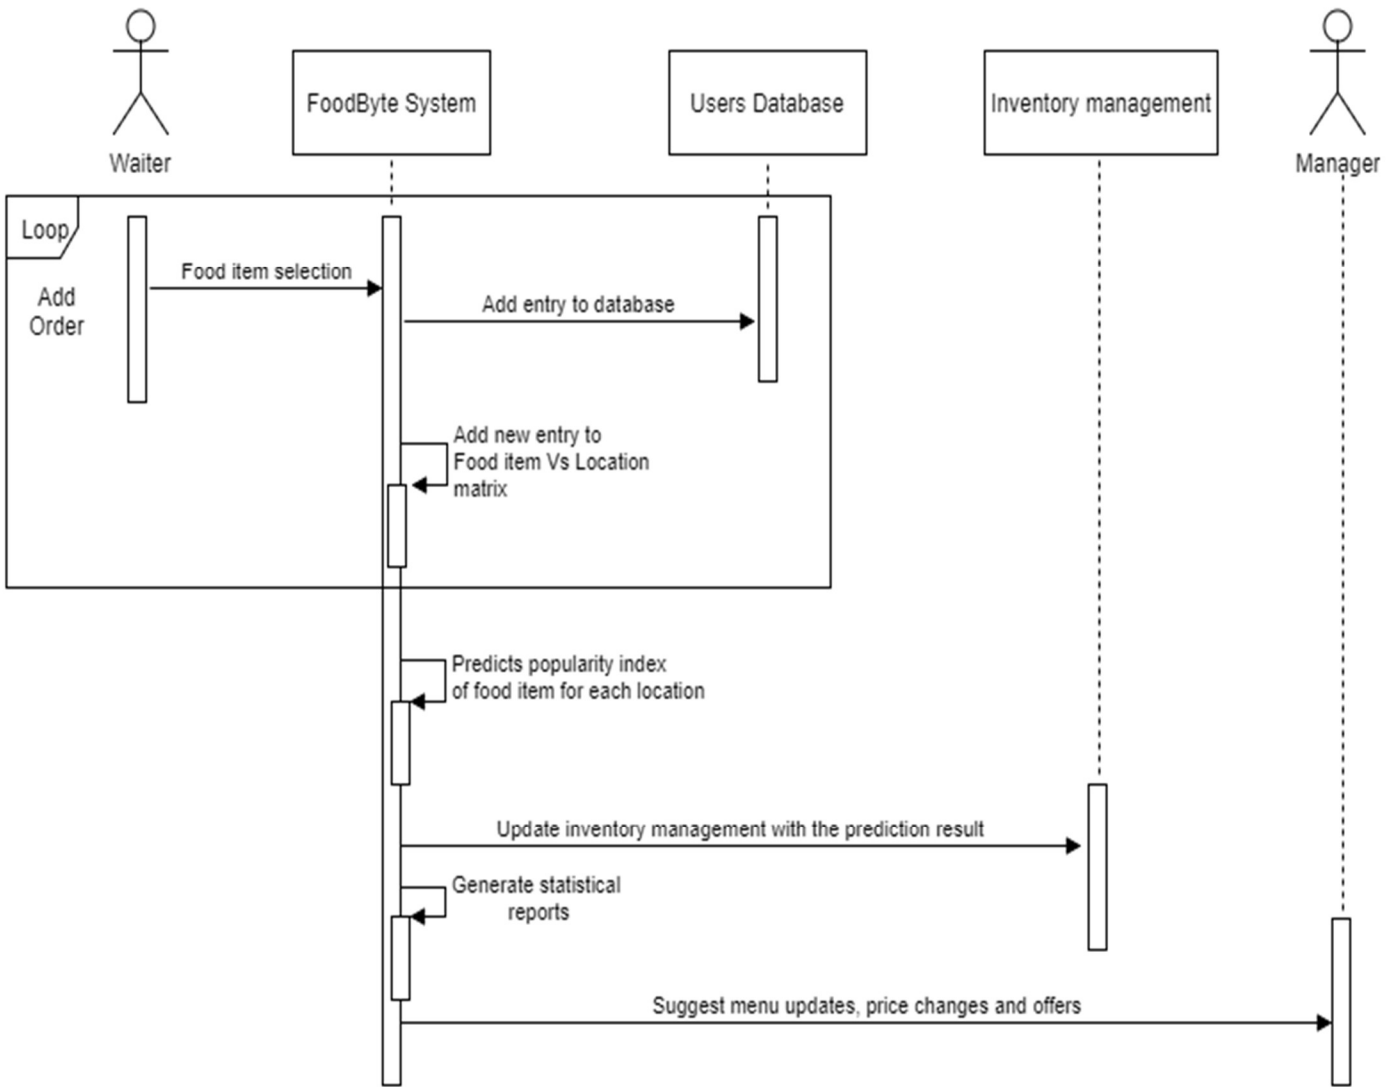 Waiter
FoodByte System
Users Database
Inventory management
Manager
Loop
Add
Order
Food item selection
Add entry to database
Add new entry to
Food item Vs Location
matrix
Predicts popularity index
of food item for each location
Update inventory management with the prediction result
Generate statistical
reports
Suggest menu updates, price changes and offers